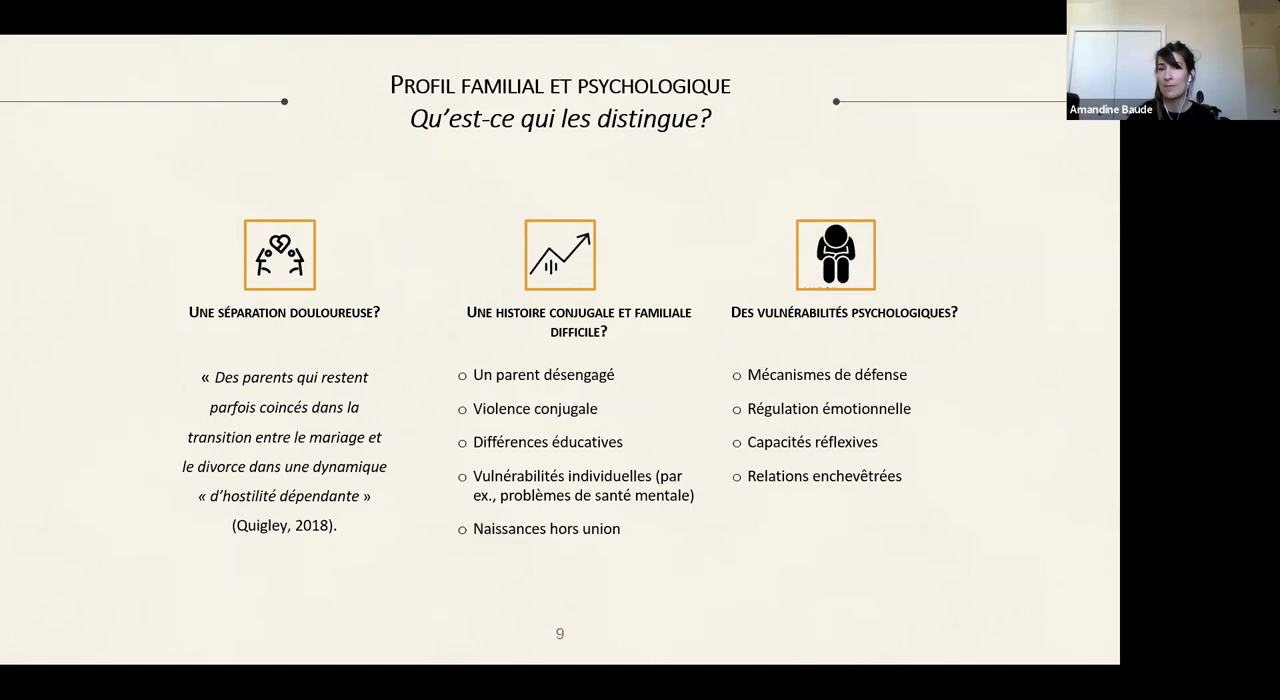 Profil familial et psychologique
Qu’est-ce qui les distingue?
Amandine Baude
Une séparation douloureuse?
« Des parents qui restent
parfois coincés dans la
transition entre le mariage et
le divorce dans une dynamique
« d’hostilité dépendante »
(Quigley, 2018).
Une histoire conjugale et familiale
difficile?
o Un parent désengagé
o Violence conjugale
o Différences éducatives
o Vulnérabilités individuelles (par
ex., problèmes de santé mentale)
o Naissances hors union
Des vulnérabilités psychologiques?
o Mécanismes de défense
o Régulation émotionnelle
o Capacités réflexives
o Relations enchevêtrées
9